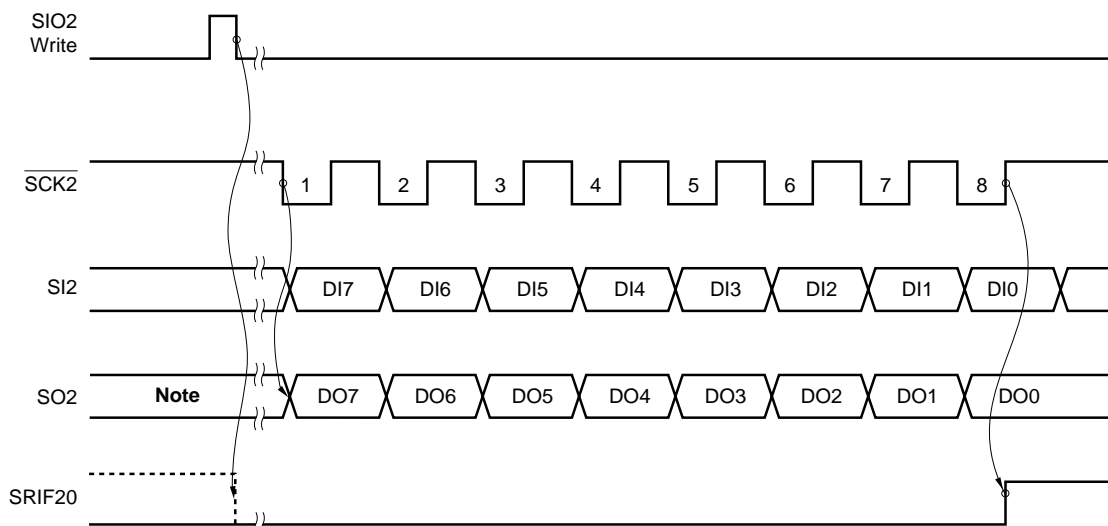 SIO2
Write
SCK2
1 2 3 4 5 6 7 8
SI2
DI7 DI6 DI5 DI4 DI3 DI2 DI1 DI0
SO2
Note DO7 DO6 DO5 DO4 DO3 DO2 DO1 DO0
SRIF20